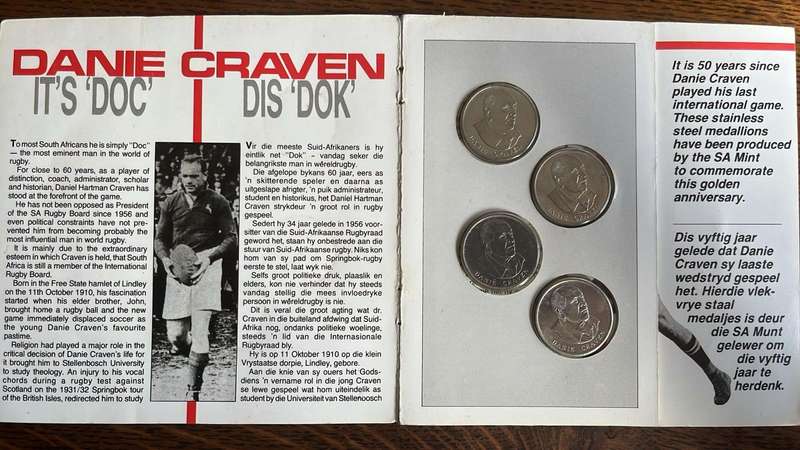 DANIE CRAVEN
IT'S 'DOC'
DIS 'DOK'
To most South Africans he is simply "Doc"
— the most eminent man in the world of
rugby.
For close to 60 years, as a player of
distinction, coach, administrator, scholar
and historian, Daniel Hartman Craven has
stood at the forefront of the game.
He has not been opposed as President
of the SA Rugby Board since 1956 and
even political constraints have not pre-
vented him from becoming probably the
most influential man in world rugby.
It is mainly due to the extraordinary
esteem in which Craven is held, that South
Africa is still a member of the International
Rugby Board.
Born in the Free State hamlet of Lindley
on the 11th October 1910, his fascination
started when his elder brother, John,
brought home a rugby ball and the new
game immediately displaced soccer as
the young Danie Craven's favourite
pastime.
Religion had played a major role in the
critical decision of Danie Craven's life for
it brought him to Stellenbosch University
to study theology. An injury to his vocal
chords during a rugby test against
Scotland on the 1931/32 Springbok tour
of the British Isles, redirected him to study
Vir die meeste Suid-Afrikaners is hy
eintlik net "Dok" – vandag seker die
belangrikste man in wêreldrugby.
Die afgelope bykans 60 jaar, eers as
'n skitterende speler en daarna as
uitgeslape afrigter, 'n puik administrateur,
student en historikus, het Daniel Hartman
Craven strykdeur 'n groot rol in rugby
gespeel.
Sedert hy 34 jaar gelede in 1956 voor-
sitter van die Suid-Afrikaanse Rugbyraad
geword het, staan hy onbestrede aan die
stuur van Suid-Afrikaanse rugby. Niks kon
hom van sy pad om Springbok-rugby
eerste te stel, laat wyk nie.
Selfs groot politieke druk, plaaslik en
elders, kon nie verhinder dat hy steeds
vandag stellig die mees invloedryke
persoon in wêreldrugby is nie.
Dit is veral die groot agting wat dr.
Craven in die buiteland afdwing dat Suid-
Afrika nog, ondanks politieke woelinge,
steeds 'n lid van die Internasionale
Rugbyraad bly.
Hy is op 11 Oktober 1910 op die klein
Vrystaatse dorpie, Lindley, gebore.
Aan die knie van sy ouers het Gods-
diens 'n vername rol in die jong Craven
se lewe gespeel wat hom uiteindelik as
student by die Universiteit van Stellenosch
DANIE CRAVEN
DANIE CRAVEN
DANIE CRAVEN
DANIE CRAVEN
It is 50 years since
Danie Craven
played his last
international game.
These stainless
steel medallions
have been produced
by the SA Mint
to commemorate
this golden
anniversary.
Dis vyftig jaar
gelede dat Danie
Craven sy laaste
wedstryd gespeel
het. Hierdie vlek-
vrye staal
medaljes is deur
die SA Munt
gelewer om
die vyftig
jaar te
herdenk.